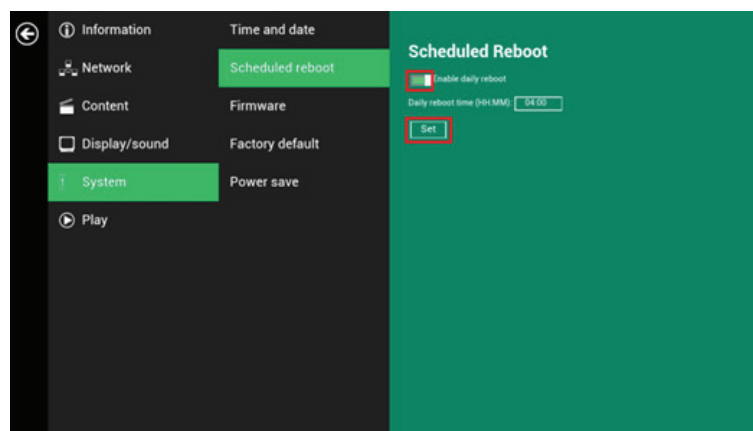 Information
Network
Content
Display/sound
System
Play
Time and date
Scheduled reboot
Firmware
Factory default
Power save
Scheduled Reboot
Enable daily reboot
Daily reboot time (HH:MM): 04:00
Set